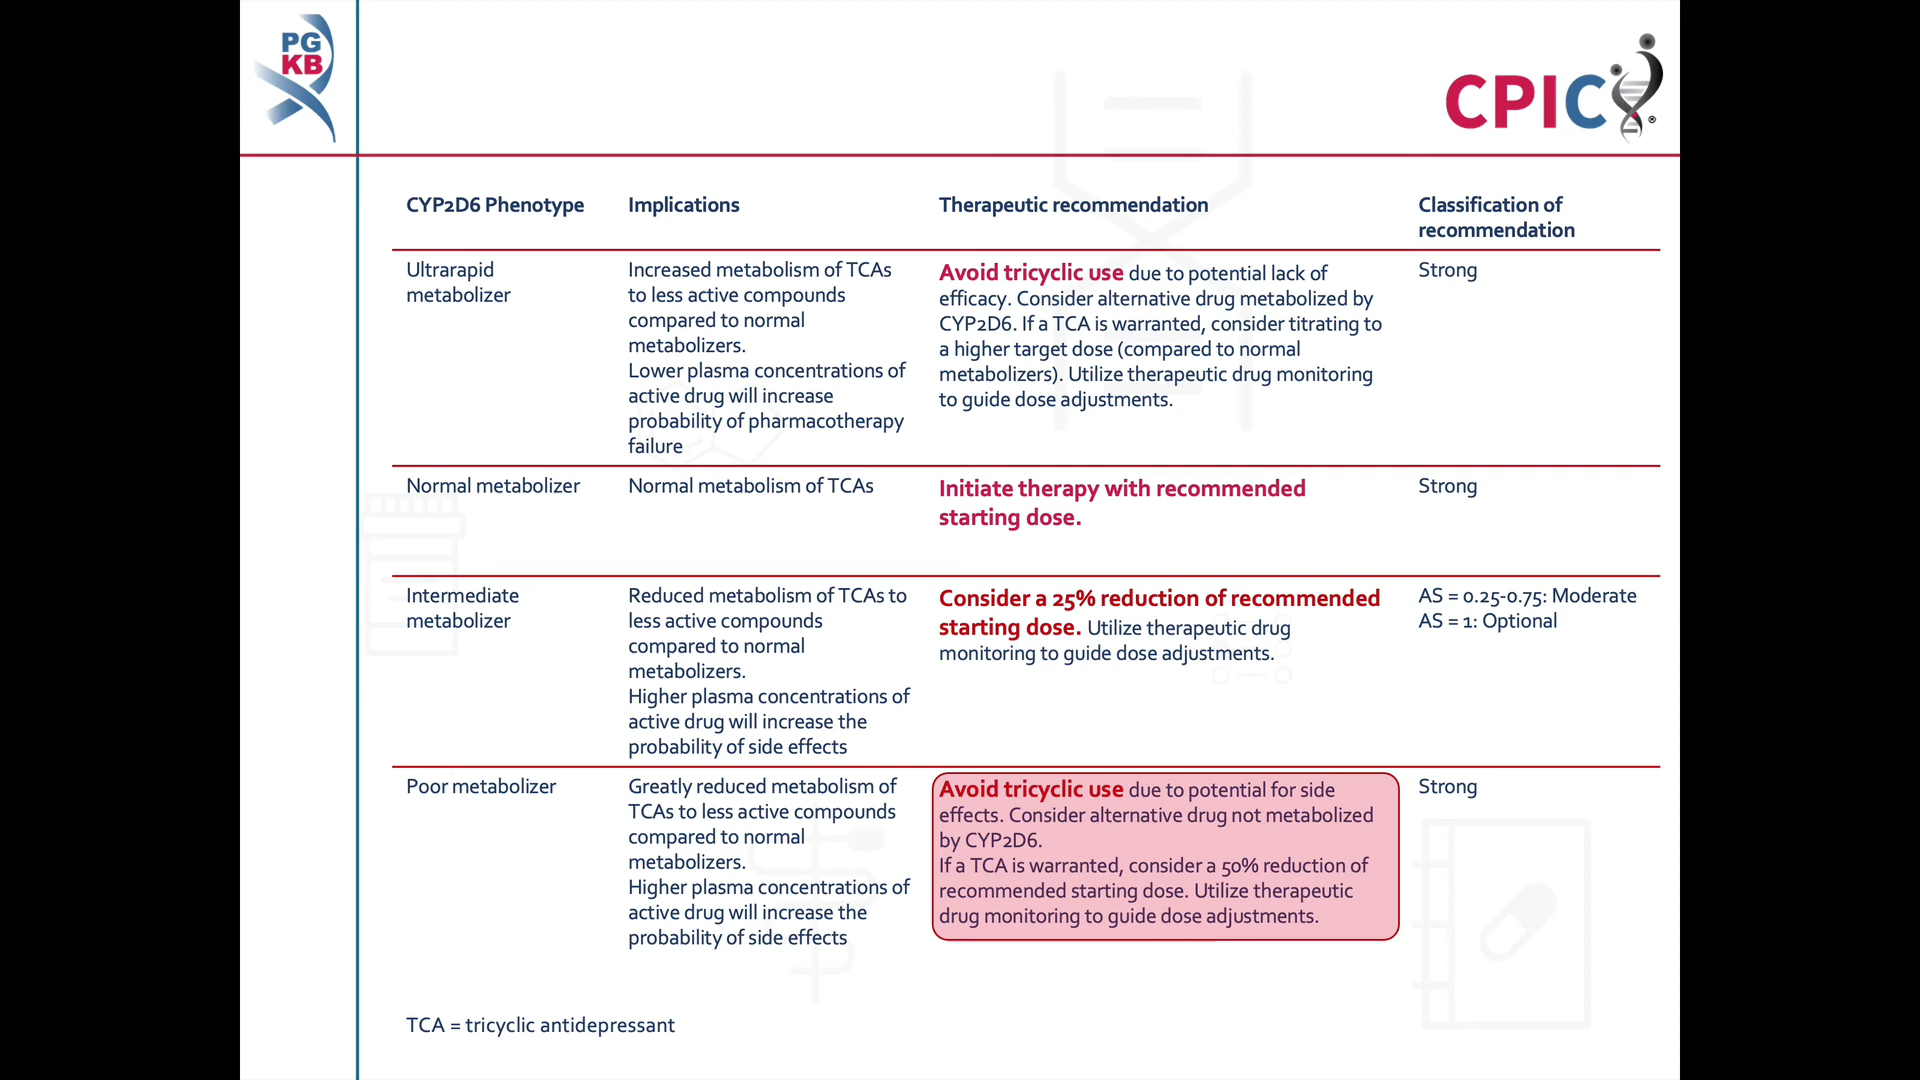 PG
KB
CPIC®
CYP2D6 Phenotype
Implications
Therapeutic recommendation
Classification of
recommendation
Ultrarapid
metabolizer
Increased metabolism of TCAs
to less active compounds
compared to normal
metabolizers.
Lower plasma concentrations of
active drug will increase
probability of pharmacotherapy
failure
Avoid tricyclic use due to potential lack of
efficacy. Consider alternative drug metabolized by
CYP2D6. If a TCA is warranted, consider titrating to
a higher target dose (compared to normal
metabolizers). Utilize therapeutic drug monitoring
to guide dose adjustments.
Strong
Normal metabolizer
Normal metabolism of TCAs
Initiate therapy with recommended
starting dose.
Strong
Intermediate
metabolizer
Reduced metabolism of TCAs to
less active compounds
compared to normal
metabolizers.
Higher plasma concentrations of
active drug will increase the
probability of side effects
Consider a 25% reduction of recommended
starting dose. Utilize therapeutic drug
monitoring to guide dose adjustments.
AS = 0.25-0.75: Moderate
AS = 1: Optional
Poor metabolizer
Greatly reduced metabolism of
TCAs to less active compounds
compared to normal
metabolizers.
Higher plasma concentrations of
active drug will increase the
probability of side effects
Avoid tricyclic use due to potential for side
effects. Consider alternative drug not metabolized
by CYP2D6.
If a TCA is warranted, consider a 50% reduction of
recommended starting dose. Utilize therapeutic
drug monitoring to guide dose adjustments.
Strong
TCA = tricyclic antidepressant